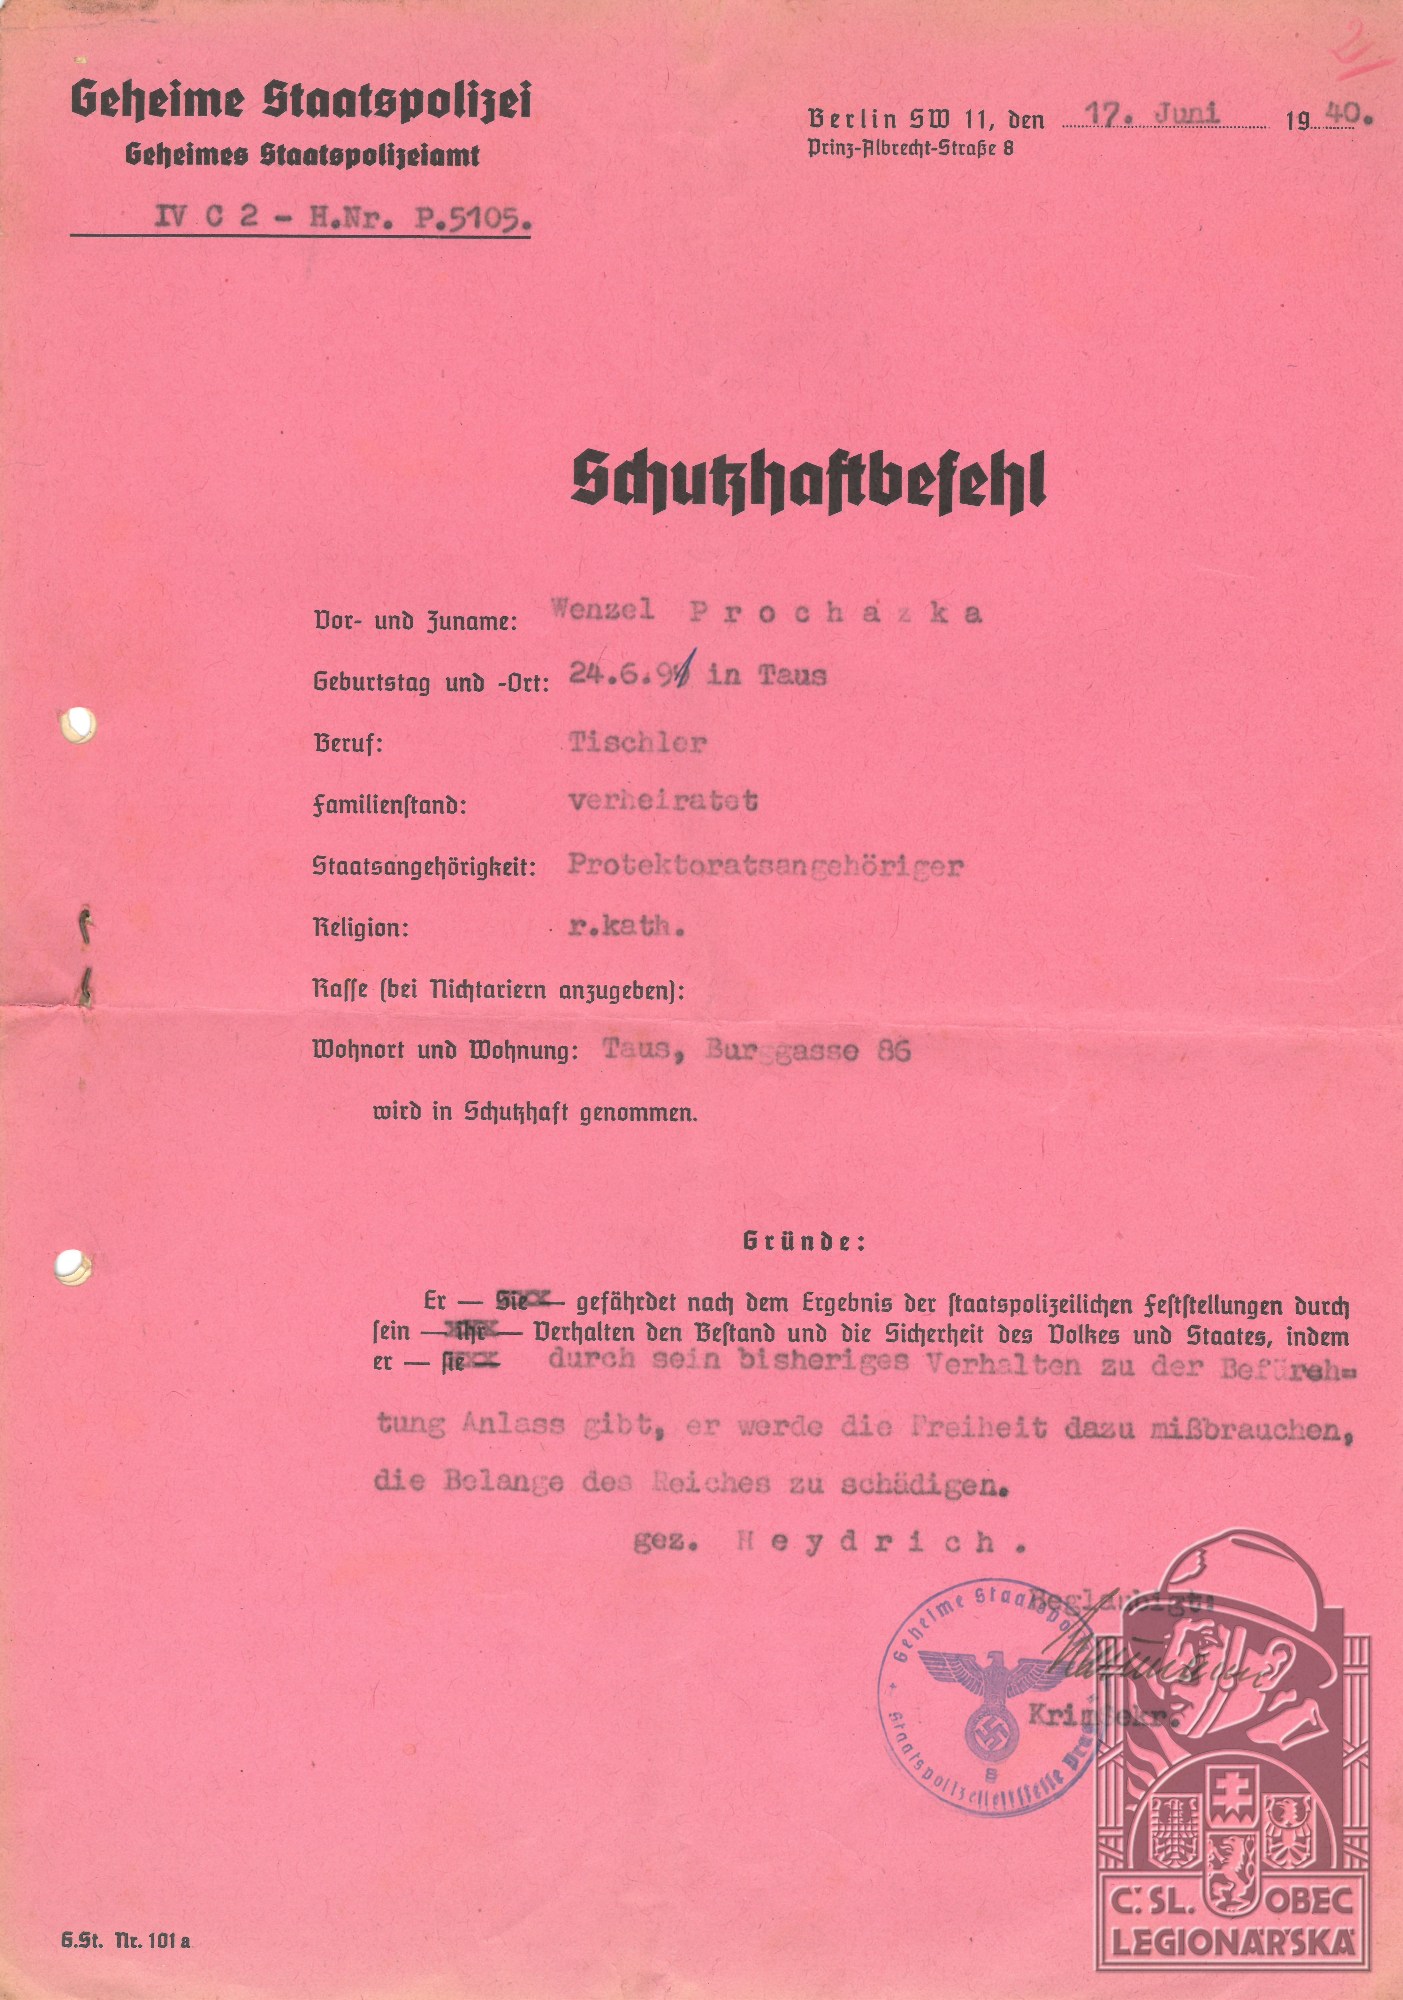 21
Geheime Staatspolizei
Geheimes Staatspolizeiamt
IV C 2 - H.Nr. P.5105.
Berlin SW 11, den 17. Juni 1940.
Prinz-Albrecht-Straße 8
Schutzhaftbefehl
Vor- und Zuname: Wenzel Prochazka
Geburtstag und -Ort: 24.6.91 in Taus
Beruf: Tischler
Familienstand: verheiratet
Staatsangehörigkeit: Protektoratsangehöriger
Religion: r.kath.
Rasse (bei Nichtariern anzugeben):
Wohnort und Wohnung: Taus, Burggasse 86
wird in Schutzhaft genommen.
Gründe:
Er — Sie — gefährdet nach dem Ergebnis der staatspolizeilichen Feststellungen durch
sein — ihr — Verhalten den Bestand und die Sicherheit des Volkes und Staates, indem
er — sie durch sein bisheriges Verhalten zu der Befürch-
tung Anlass gibt, er werde die Freiheit dazu mißbrauchen,
die Belange des Reiches zu schädigen.
gez. Heydrich.
Beglaubigt:
Krim.Sekr.
Geheime Staatspolizei
Staatspolizeileitstelle Prag
8
G.St. Nr. 101a
Č.SL. OBEC
LEGIONÁŘSKÁ